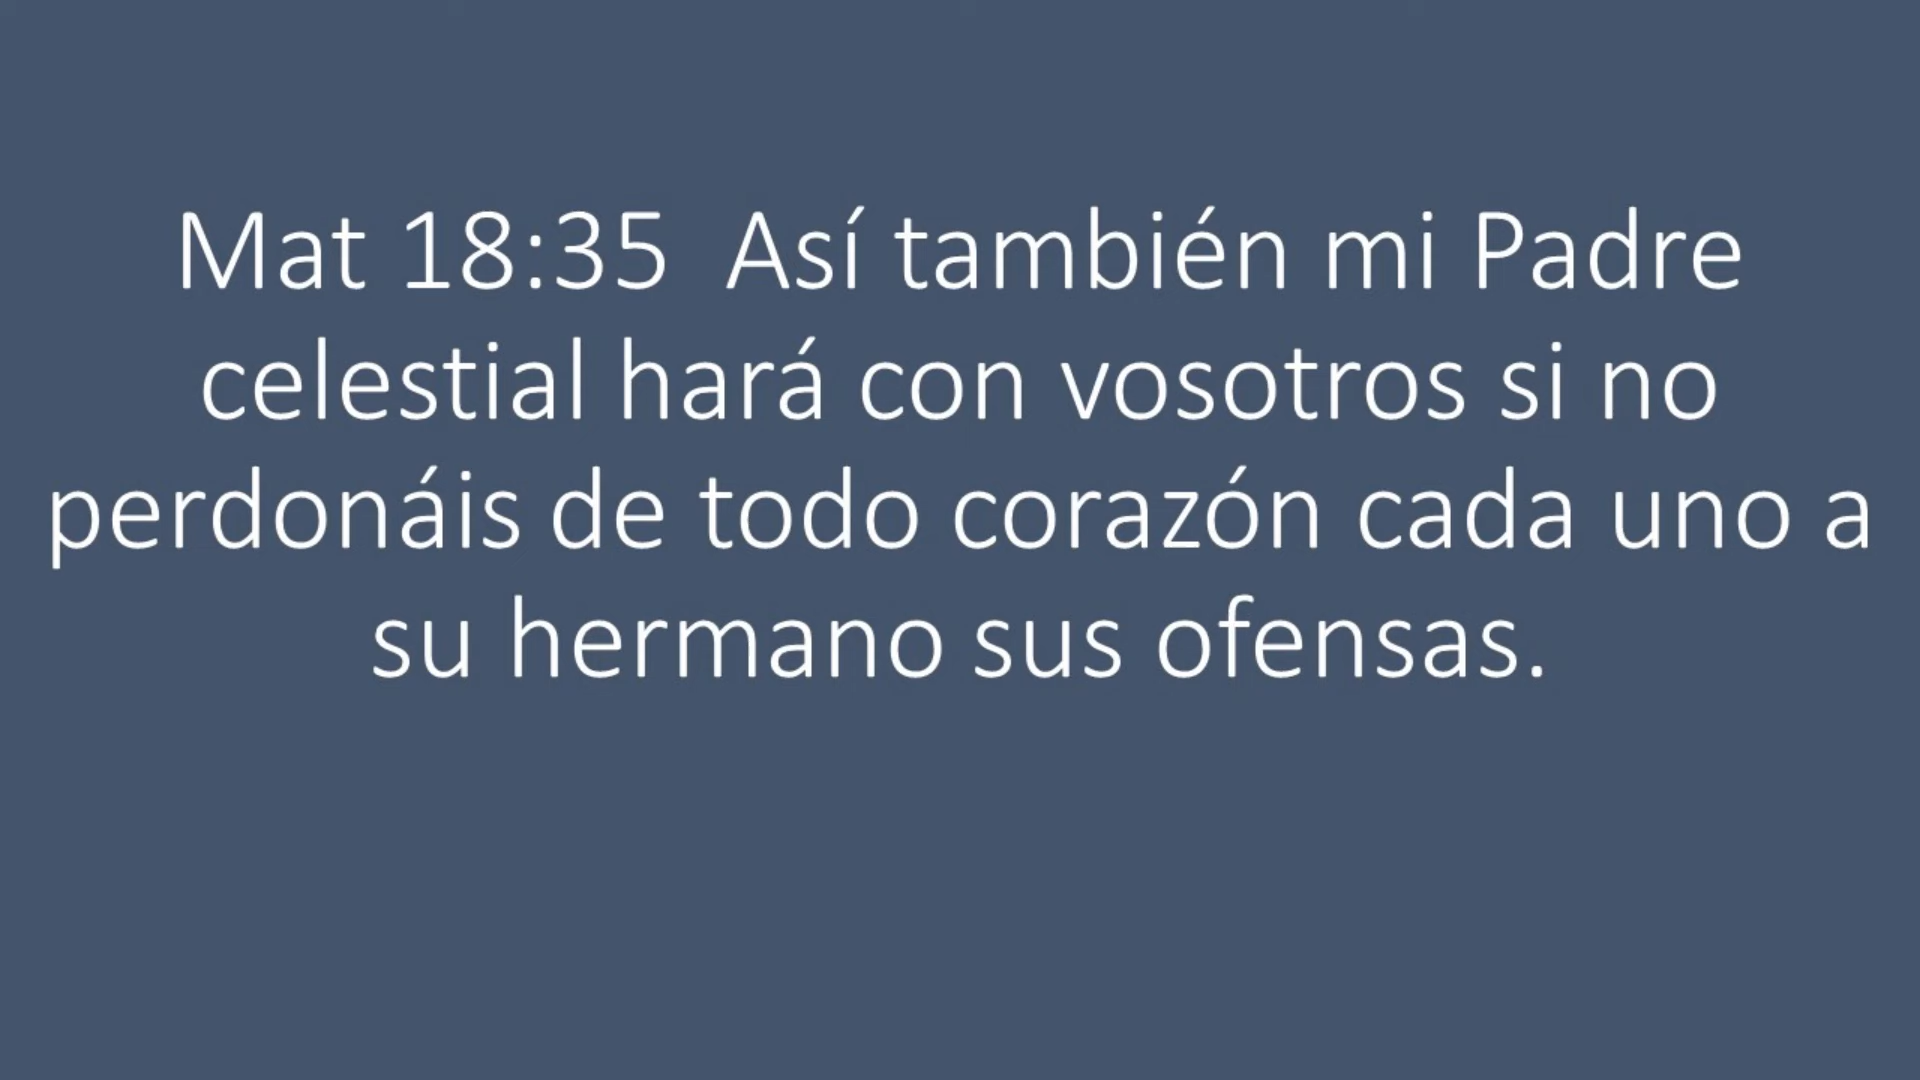 Mat 18:35  Así también mi Padre
celestial hará con vosotros si no
perdonáis de todo corazón cada uno a
su hermano sus ofensas.